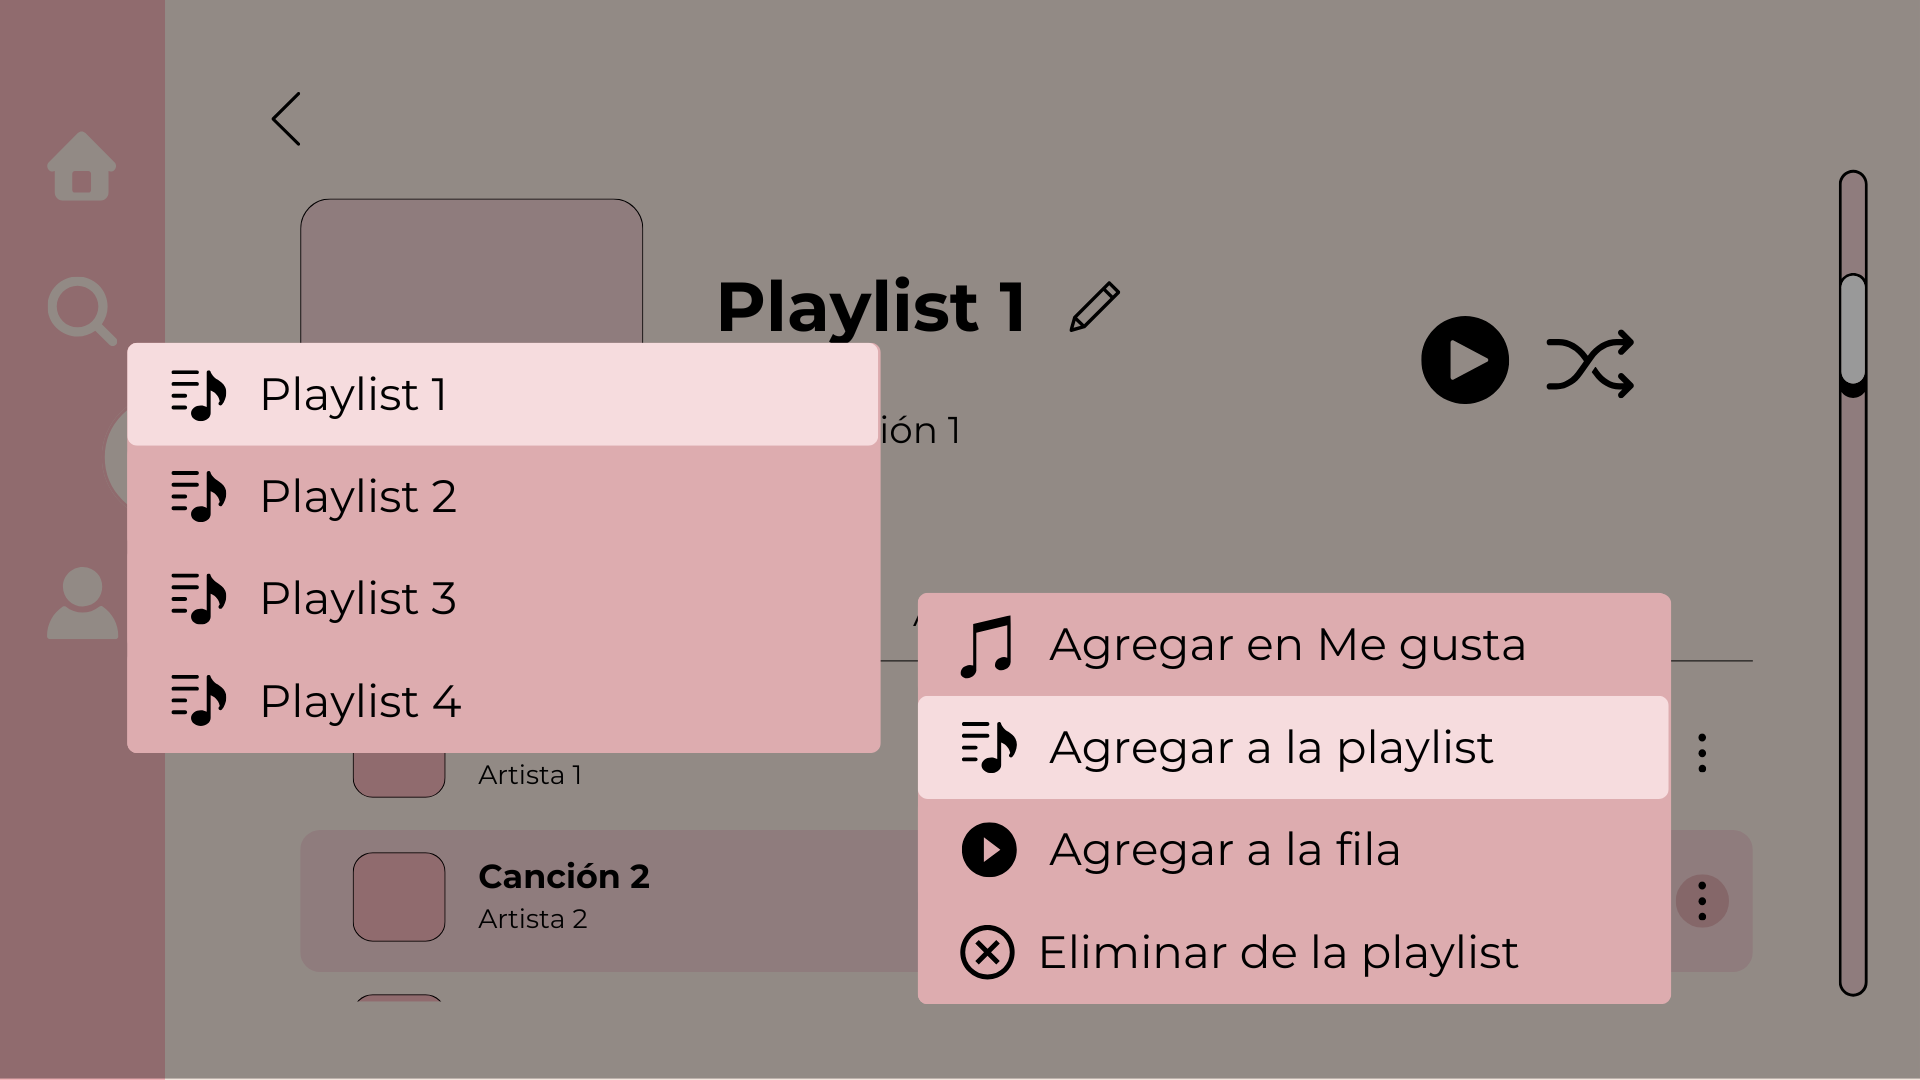 Playlist 1
Playlist 1
ión 1
Playlist 2
Playlist 3
Playlist 4
Agregar en Me gusta
Agregar a la playlist
Agregar a la fila
Eliminar de la playlist
Artista 1
Canción 2
Artista 2